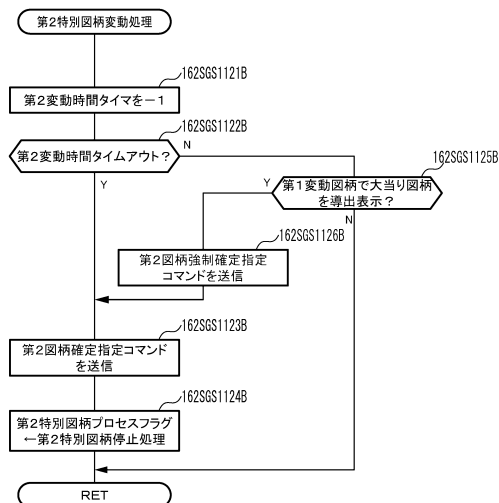 第2特別図柄変動処理
162SGS1121B
第2変動時間タイマを－1
162SGS1122B
第2変動時間タイムアウト？
N
Y
162SGS1125B
第1変動図柄で大当り図柄
を導出表示？
Y
N
162SGS1126B
第2図柄強制確定指定
コマンドを送信
162SGS1123B
第2図柄確定指定コマンド
を送信
162SGS1124B
第2特別図柄プロセスフラグ
←第2特別図柄停止処理
RET